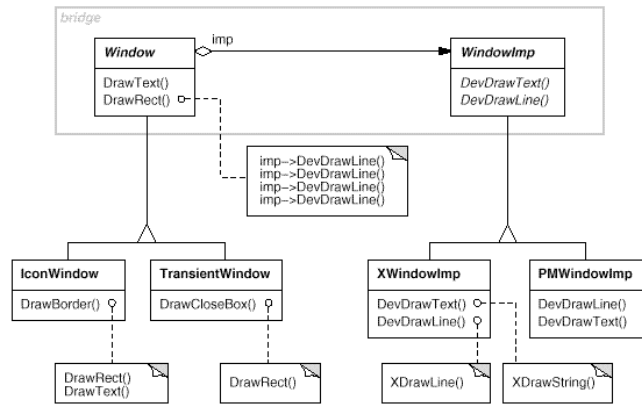 bridge
imp
Window
DrawText()
DrawRect()
WindowImp
DevDrawText()
DevDrawLine()
imp->DevDrawLine()
imp->DevDrawLine()
imp->DevDrawLine()
imp->DevDrawLine()
IconWindow
DrawBorder()
TransientWindow
DrawCloseBox()
XWindowImp
DevDrawText()
DevDrawLine()
PMWindowImp
DevDrawLine()
DevDrawText()
DrawRect()
DrawText()
DrawRect()
XDrawLine()
XDrawString()